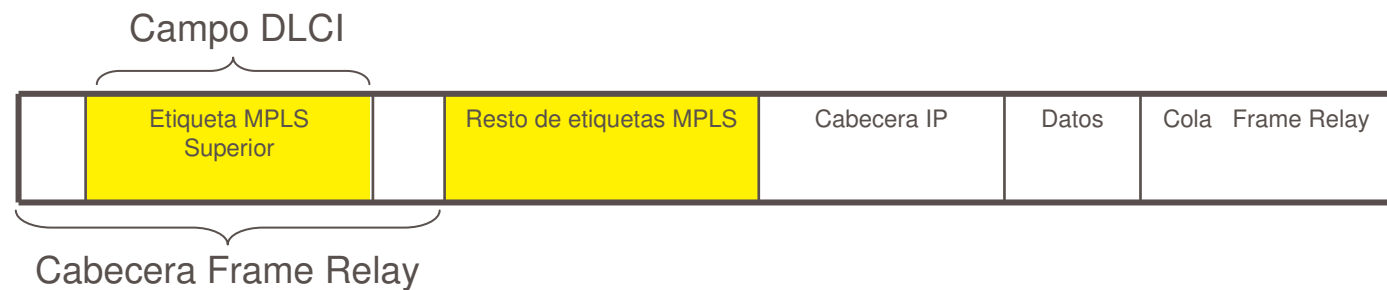 Campo DLCI
Etiqueta MPLS
Superior
Resto de etiquetas MPLS
Cabecera IP
Datos
Cola Frame Relay
Cabecera Frame Relay